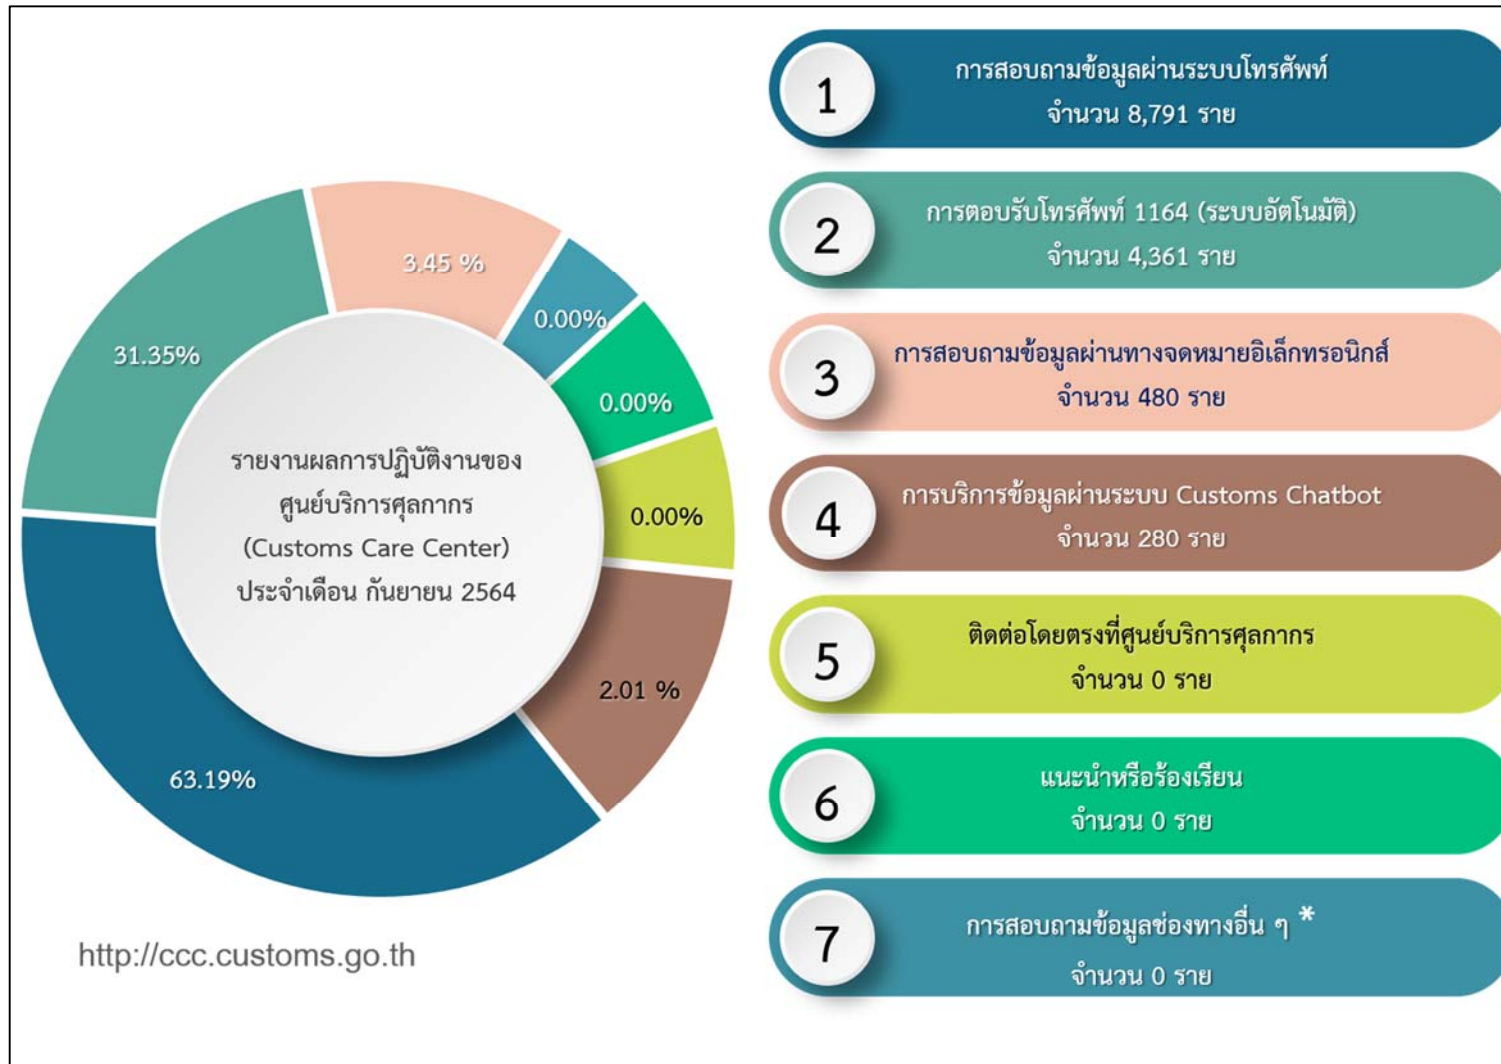 3.45 %
0.00%
31.35%
0.00%
0.00%
2.01 %
63.19%
รายงานผลการปฏิบัติงานของ
ศูนย์บริการศุลกากร
(Customs Care Center)
ประจำเดือน กันยายน 2564
http://ccc.customs.go.th
1
การสอบถามข้อมูลผ่านระบบโทรศัพท์
จำนวน 8,791 ราย
2
การตอบรับโทรศัพท์ 1164 (ระบบอัตโนมัติ)
จำนวน 4,361 ราย
3
การสอบถามข้อมูลผ่านทางจดหมายอิเล็กทรอนิกส์
จำนวน 480 ราย
4
การบริการข้อมูลผ่านระบบ Customs Chatbot
จำนวน 280 ราย
5
ติดต่อโดยตรงที่ศูนย์บริการศุลกากร
จำนวน 0 ราย
6
แนะนำหรือร้องเรียน
จำนวน 0 ราย
7
การสอบถามข้อมูลช่องทางอื่น ๆ *
จำนวน 0 ราย